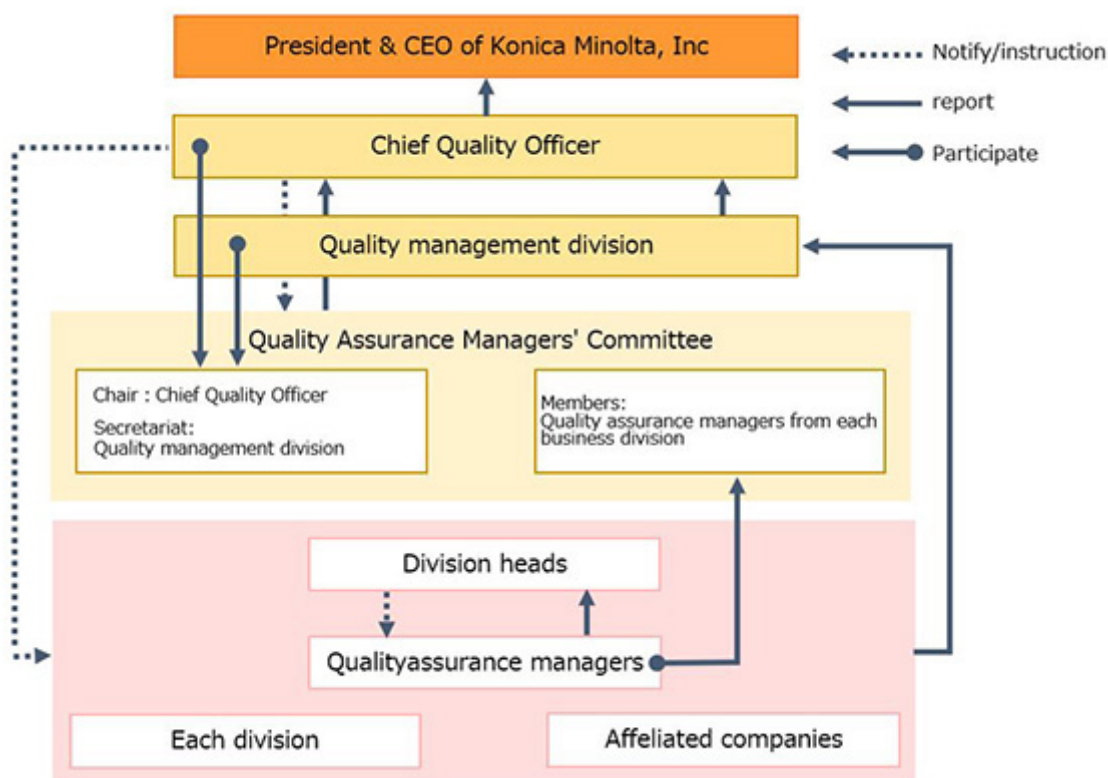 President & CEO of Konica Minolta, Inc
Notify/instruction
report
Participate
Chief Quality Officer
Quality management division
Quality Assurance Managers' Committee
Chair : Chief Quality Officer
Secretariat:
Quality management division
Members:
Quality assurance managers from each
business division
Division heads
Qualityassurance managers
Each division
Affeliated companies